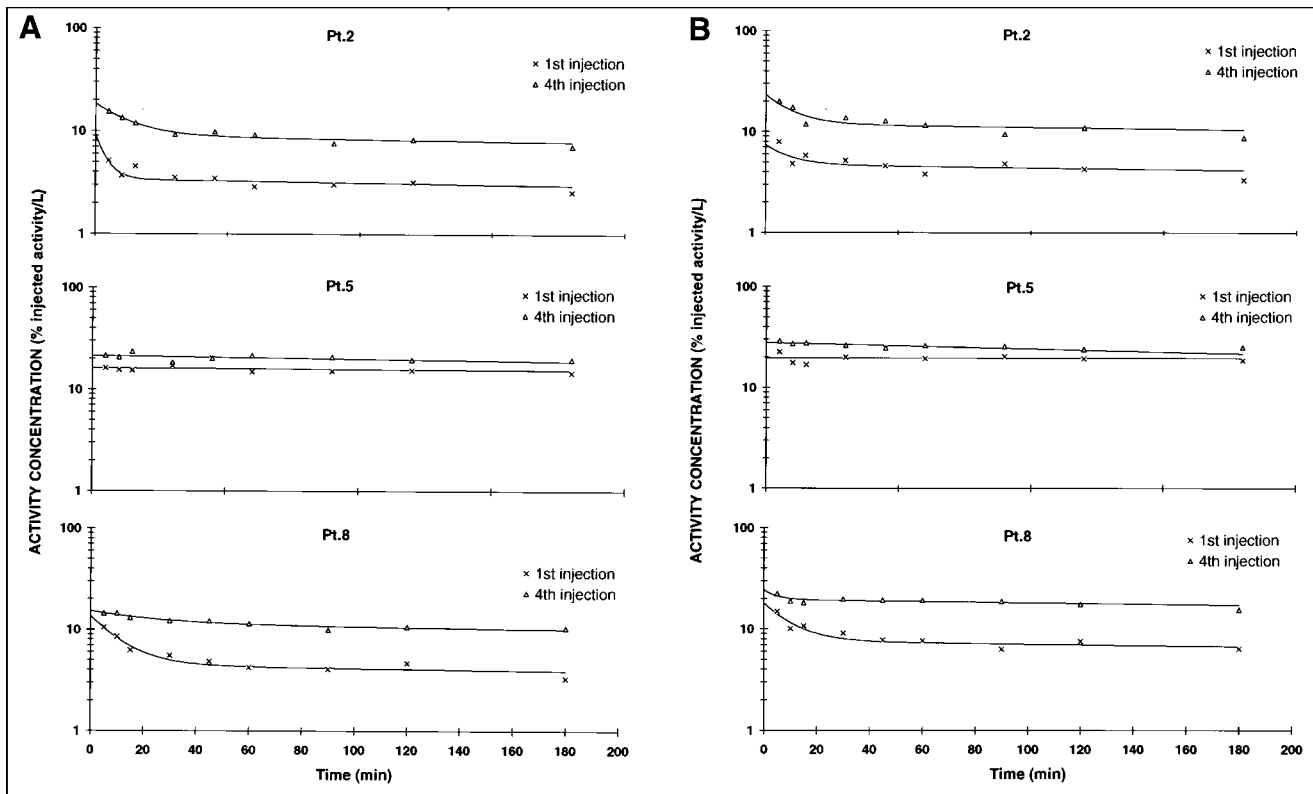 A
ACTIVITY CONCENTRATION (% injected activity/L)
Pt.2
× 1st injection
△ 4th injection
100
10
1
Pt.5
× 1st injection
△ 4th injection
100
10
1
Pt.8
× 1st injection
△ 4th injection
100
10
1
0 20 40 60 80 100 120 140 160 180 200
Time (min)
B
ACTIVITY CONCENTRATION (% injected activity/L)
Pt.2
× 1st injection
△ 4th injection
100
10
1
Pt.5
× 1st injection
△ 4th injection
100
10
1
Pt.8
× 1st injection
△ 4th injection
100
10
1
0 20 40 60 80 100 120 140 160 180 200
Time (min)